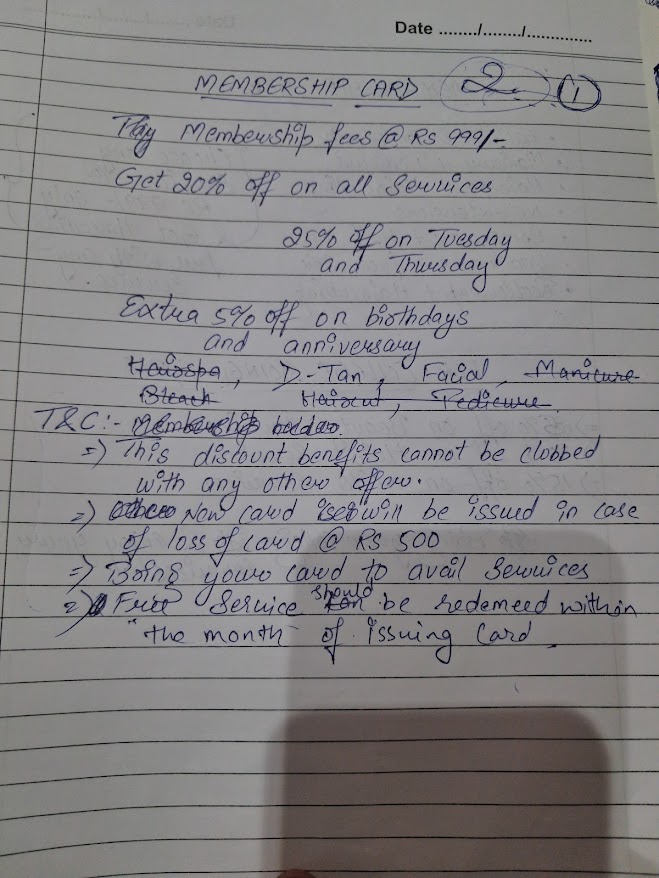 Date ......../......../.............
MEMBERSHIP CARD 2 1
Pay Membership fees @ RS 999/-
Get 20% off on all Services
25% off on Tuesday
and Thursday
Extra 5% off on birthdays
and anniversary
Hairspa, D-Tan, Facial, Manicure
Bleach Haircut, Pedicure
T&C:- Membership holder.
=) This discount benefits cannot be clobbed
with any other offer.
=) New card will be issued in case
of loss of card @ RS 500
=) Bring your card to avail Services
=) Free Service should be redemeed within
"the month" of issuing Card.